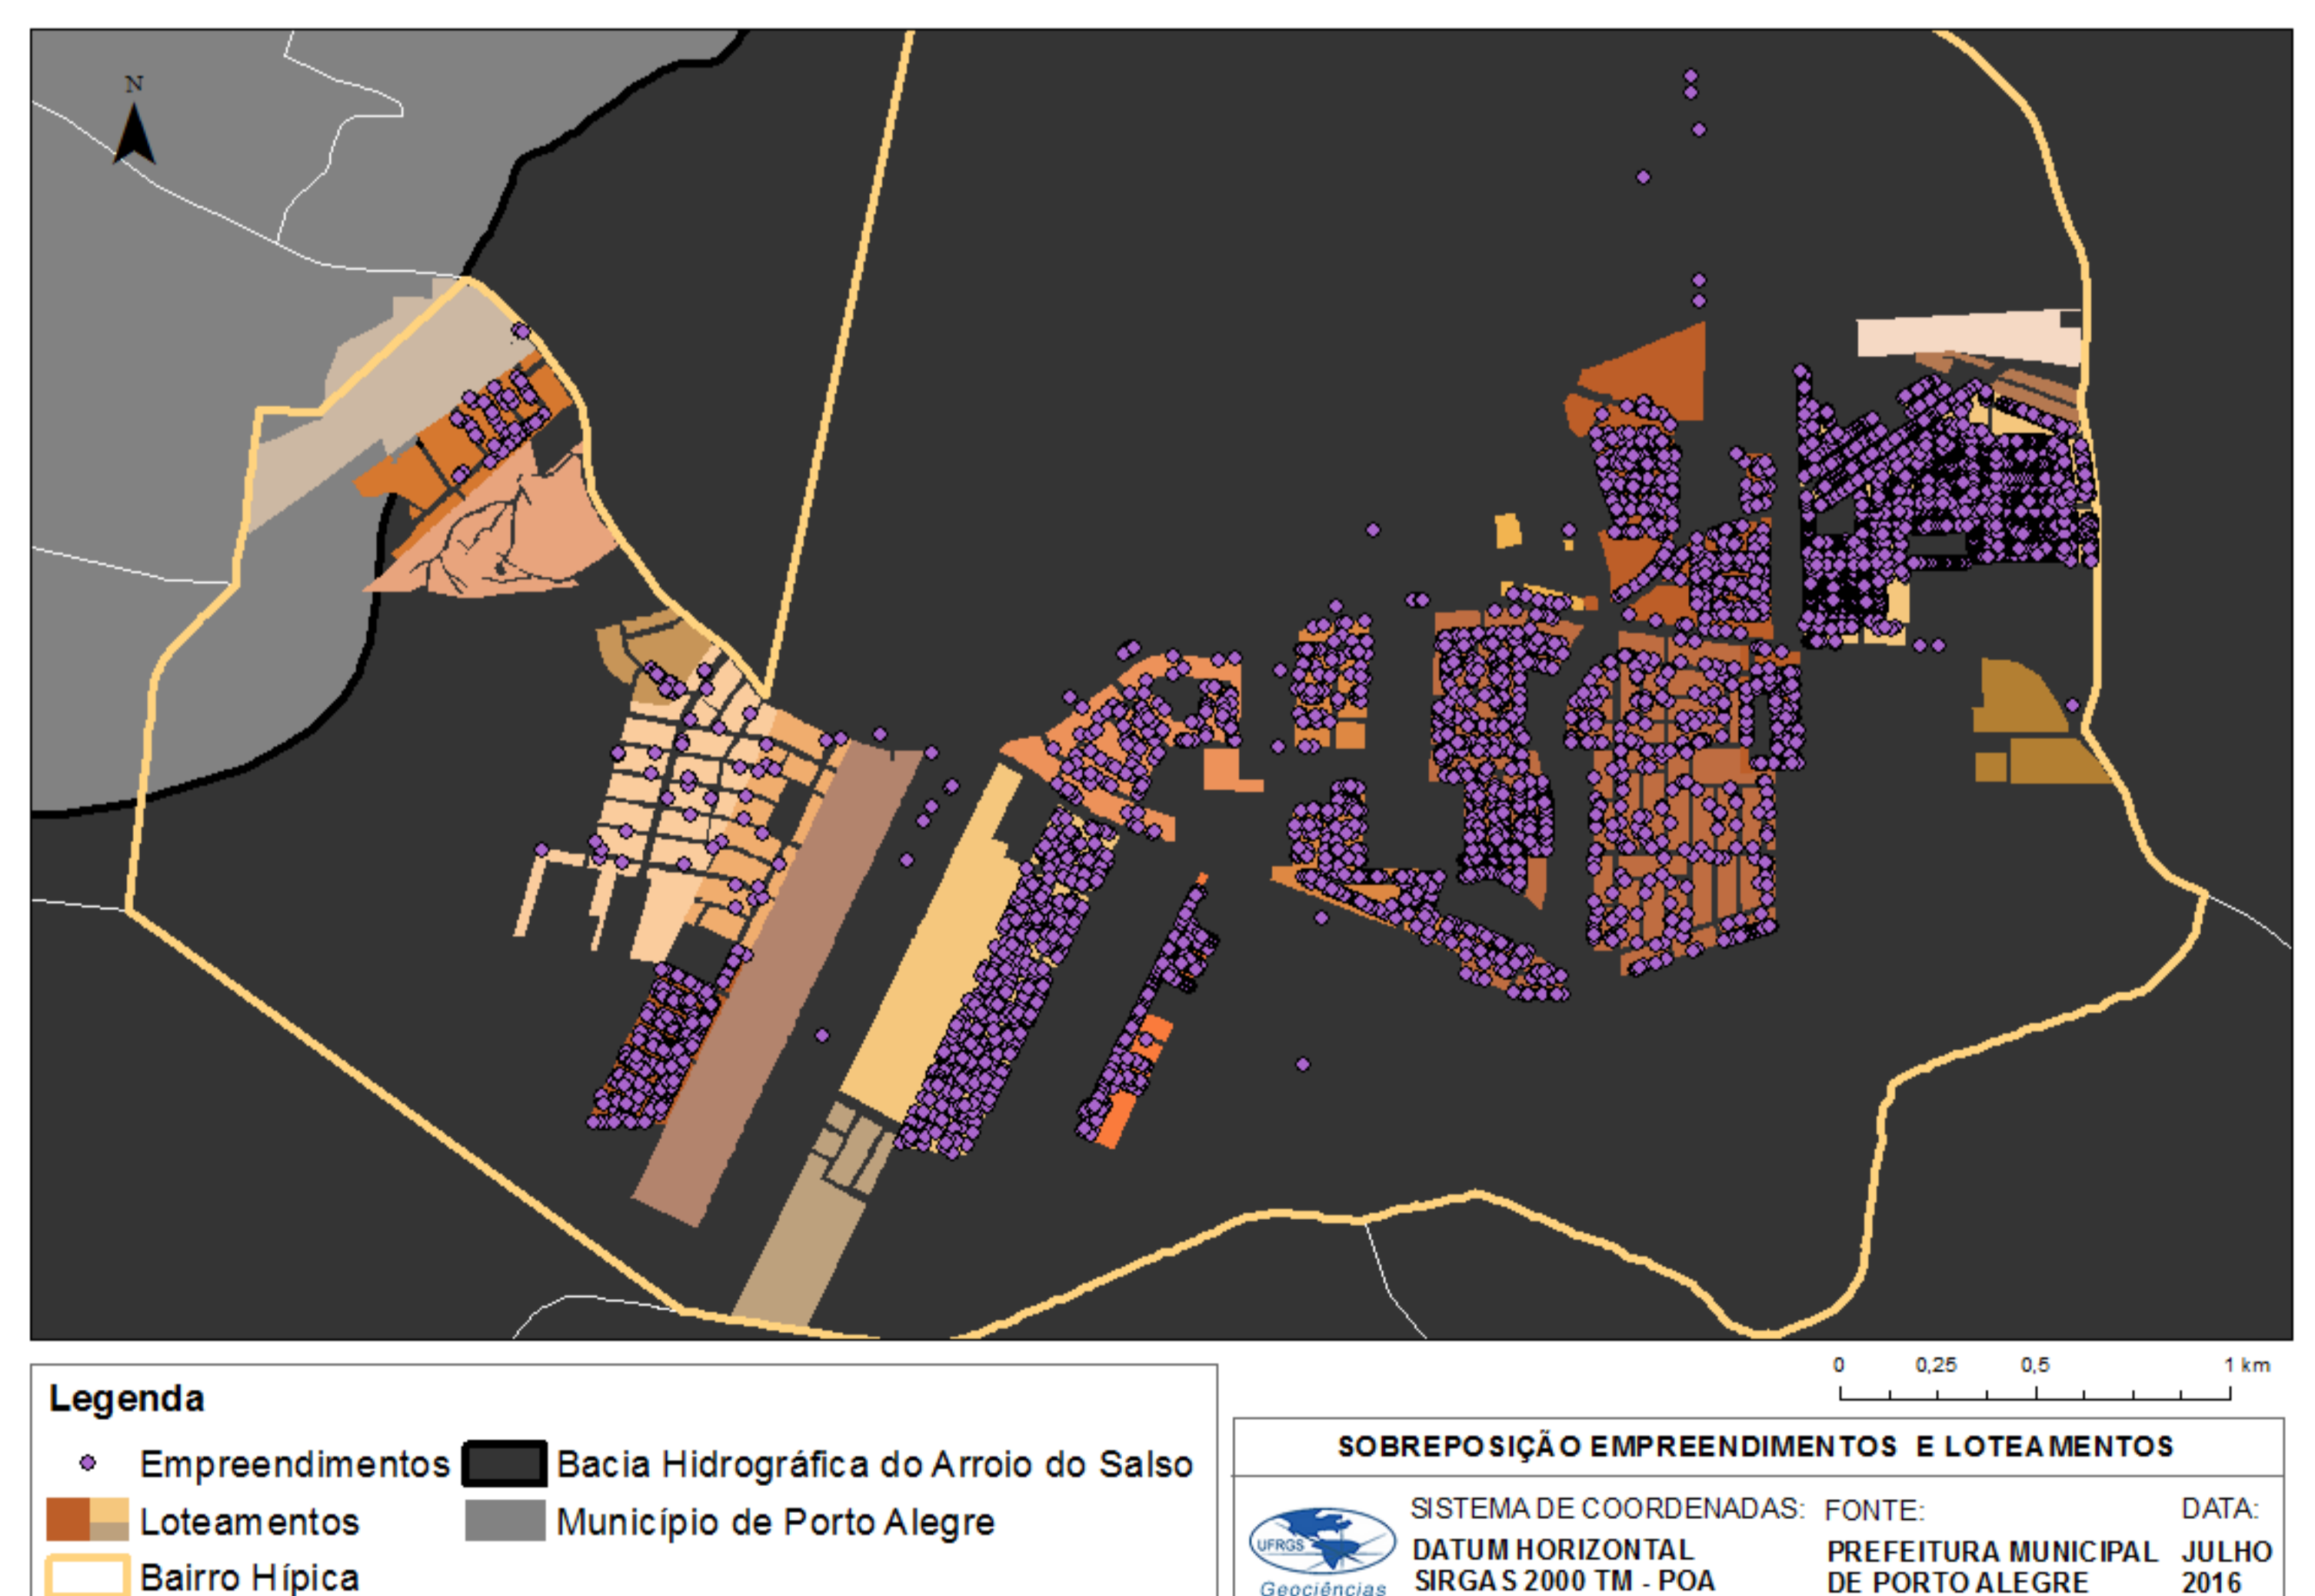 N
0 0,25 0,5 1 km
Legenda
Empreendimentos
Bacia Hidrográfica do Arroio do Salso
Loteamentos
Município de Porto Alegre
Bairro Hípica
SOBREPOSIÇÃO EMPREENDIMENTOS E LOTEAMENTOS
UFRGS
Geociências
SISTEMA DE COORDENADAS:
DATUM HORIZONTAL
SIRGAS 2000 TM - POA
FONTE:
PREFEITURA MUNICIPAL
DE PORTO ALEGRE
DATA:
JULHO
2016